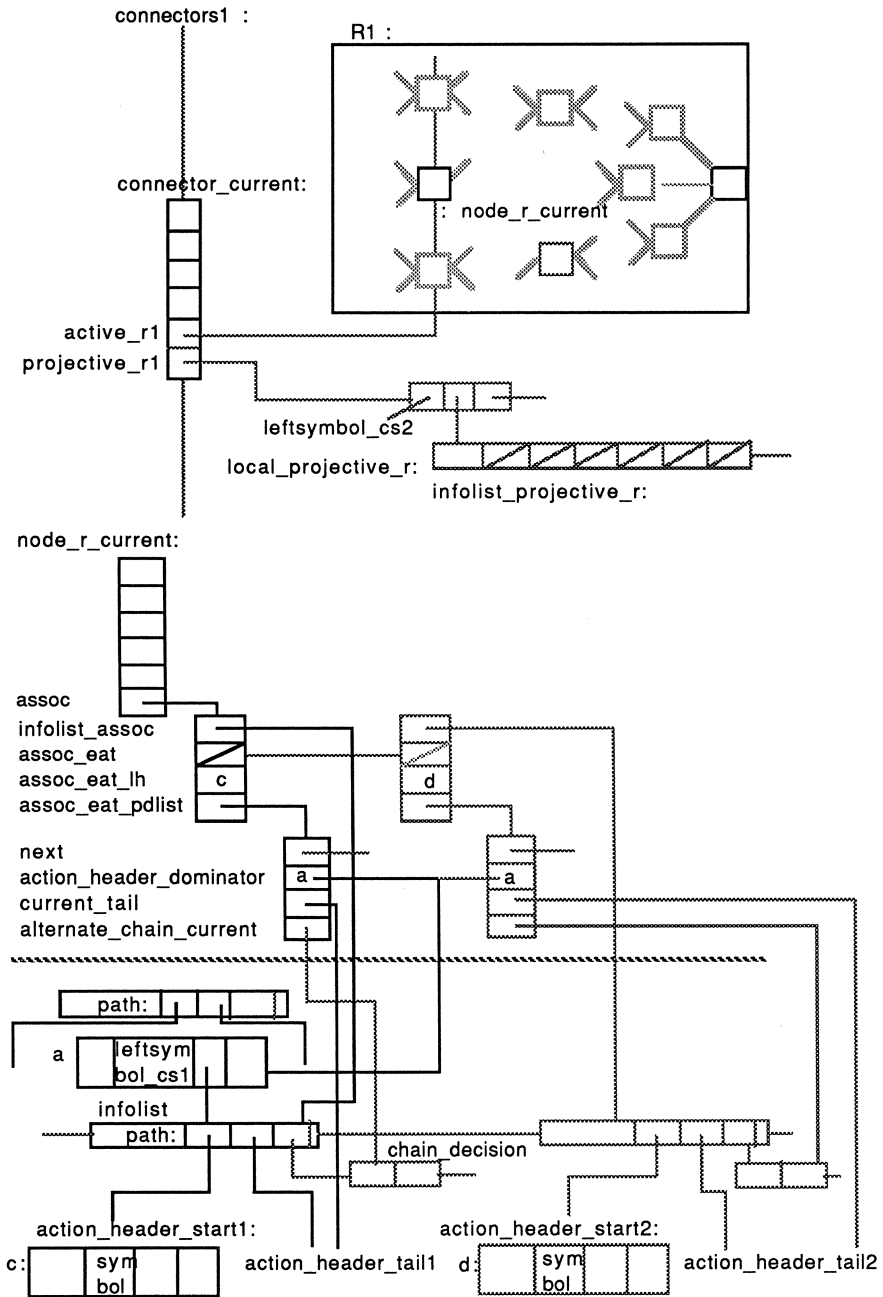 connectors1 :
R1 :
connector_current:
: node_r_current
active_r1
projective_r1
leftsymbol_cs2
local_projective_r:
infolist_projective_r:
node_r_current:
assoc
infolist_assoc
assoc_eat
assoc_eat_lh
c
d
assoc_eat_pdlist
next
action_header_dominator
a
a
current_tail
alternate_chain_current
path:
a
leftsym
bol_cs1
infolist
path:
chain_decision
action_header_start1:
action_header_start2:
c:
sym
bol
action_header_tail1
d:
sym
bol
action_header_tail2